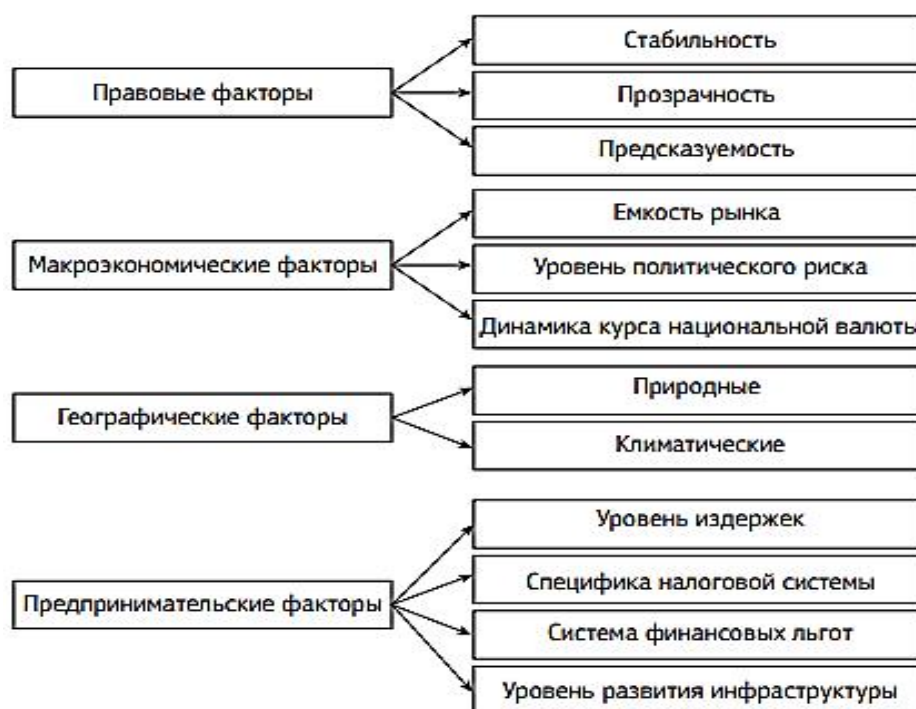 Правовые факторы
Стабильность
Прозрачность
Предсказуемость
Макроэкономические факторы
Емкость рынка
Уровень политического риска
Динамика курса национальной валюты
Географические факторы
Природные
Климатические
Предпринимательские факторы
Уровень издержек
Специфика налоговой системы
Система финансовых льгот
Уровень развития инфраструктуры